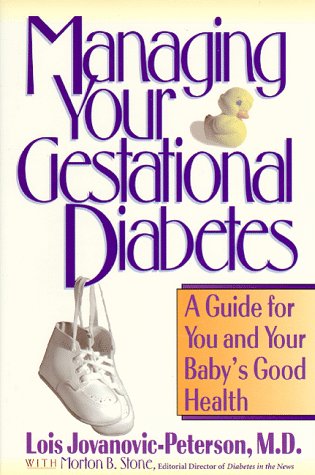 Managing
Your
Gestational
Diabetes
A Guide for
You and Your
Baby's Good
Health
Lois Jovanovic-Peterson, M.D.
WITH Morton B. Stone, Editorial Director of Diabetes in the News